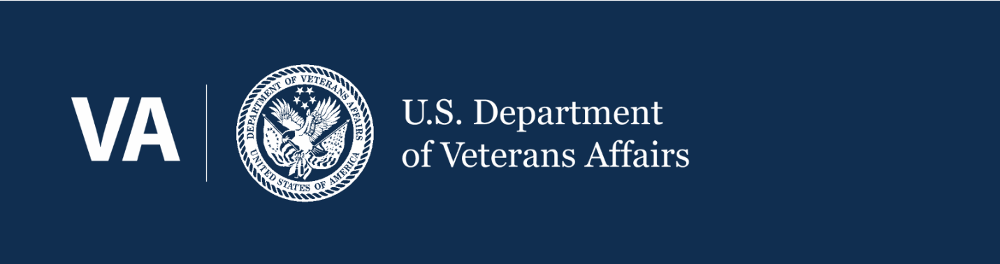 VA
DEPARTMENT OF VETERANS AFFAIRS
UNITED STATES OF AMERICA
U.S. Department
of Veterans Affairs